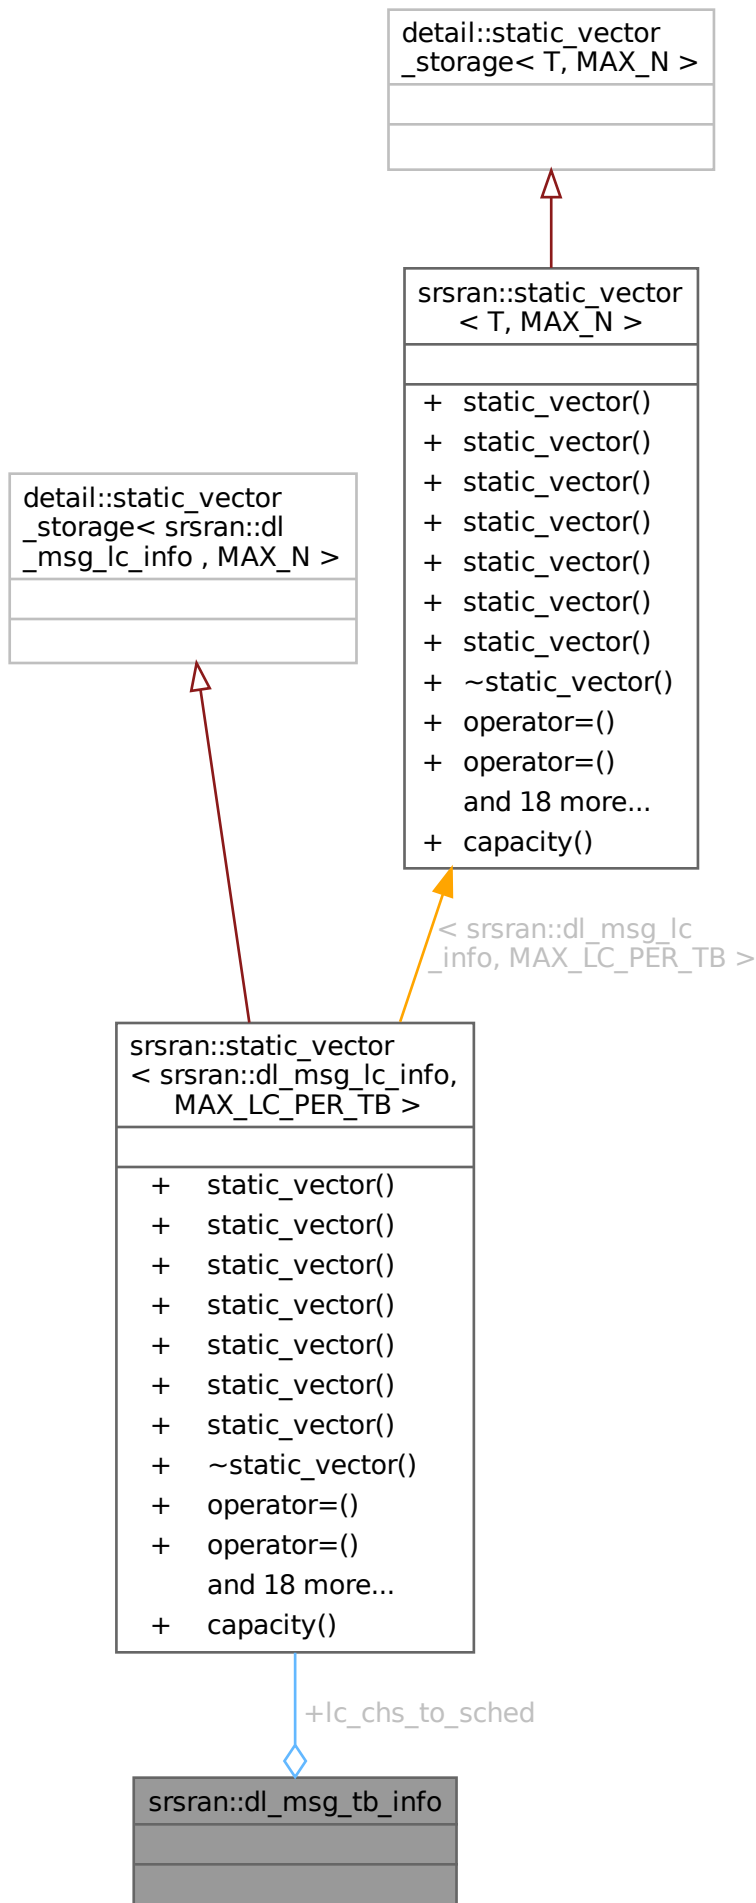 detail::static_vector
_storage< T, MAX_N >
srsran::static_vector
< T, MAX_N >
+ static_vector()
+ static_vector()
+ static_vector()
+ static_vector()
+ static_vector()
+ static_vector()
+ static_vector()
+ ~static_vector()
+ operator=()
+ operator=()
and 18 more...
+ capacity()
detail::static_vector
_storage< srsran::dl
_msg_lc_info , MAX_N >
< srsran::dl_msg_lc
_info, MAX_LC_PER_TB >
srsran::static_vector
< srsran::dl_msg_lc_info,
MAX_LC_PER_TB >
+ static_vector()
+ static_vector()
+ static_vector()
+ static_vector()
+ static_vector()
+ static_vector()
+ static_vector()
+ ~static_vector()
+ operator=()
+ operator=()
and 18 more...
+ capacity()
+lc_chs_to_sched
srsran::dl_msg_tb_info